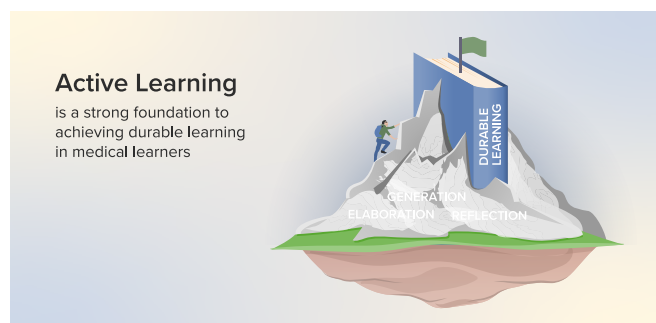 Active Learning
is a strong foundation to
achieving durable learning
in medical learners
DURABLE
LEARNING
GENERATION
ELABORATION
REFLECTION